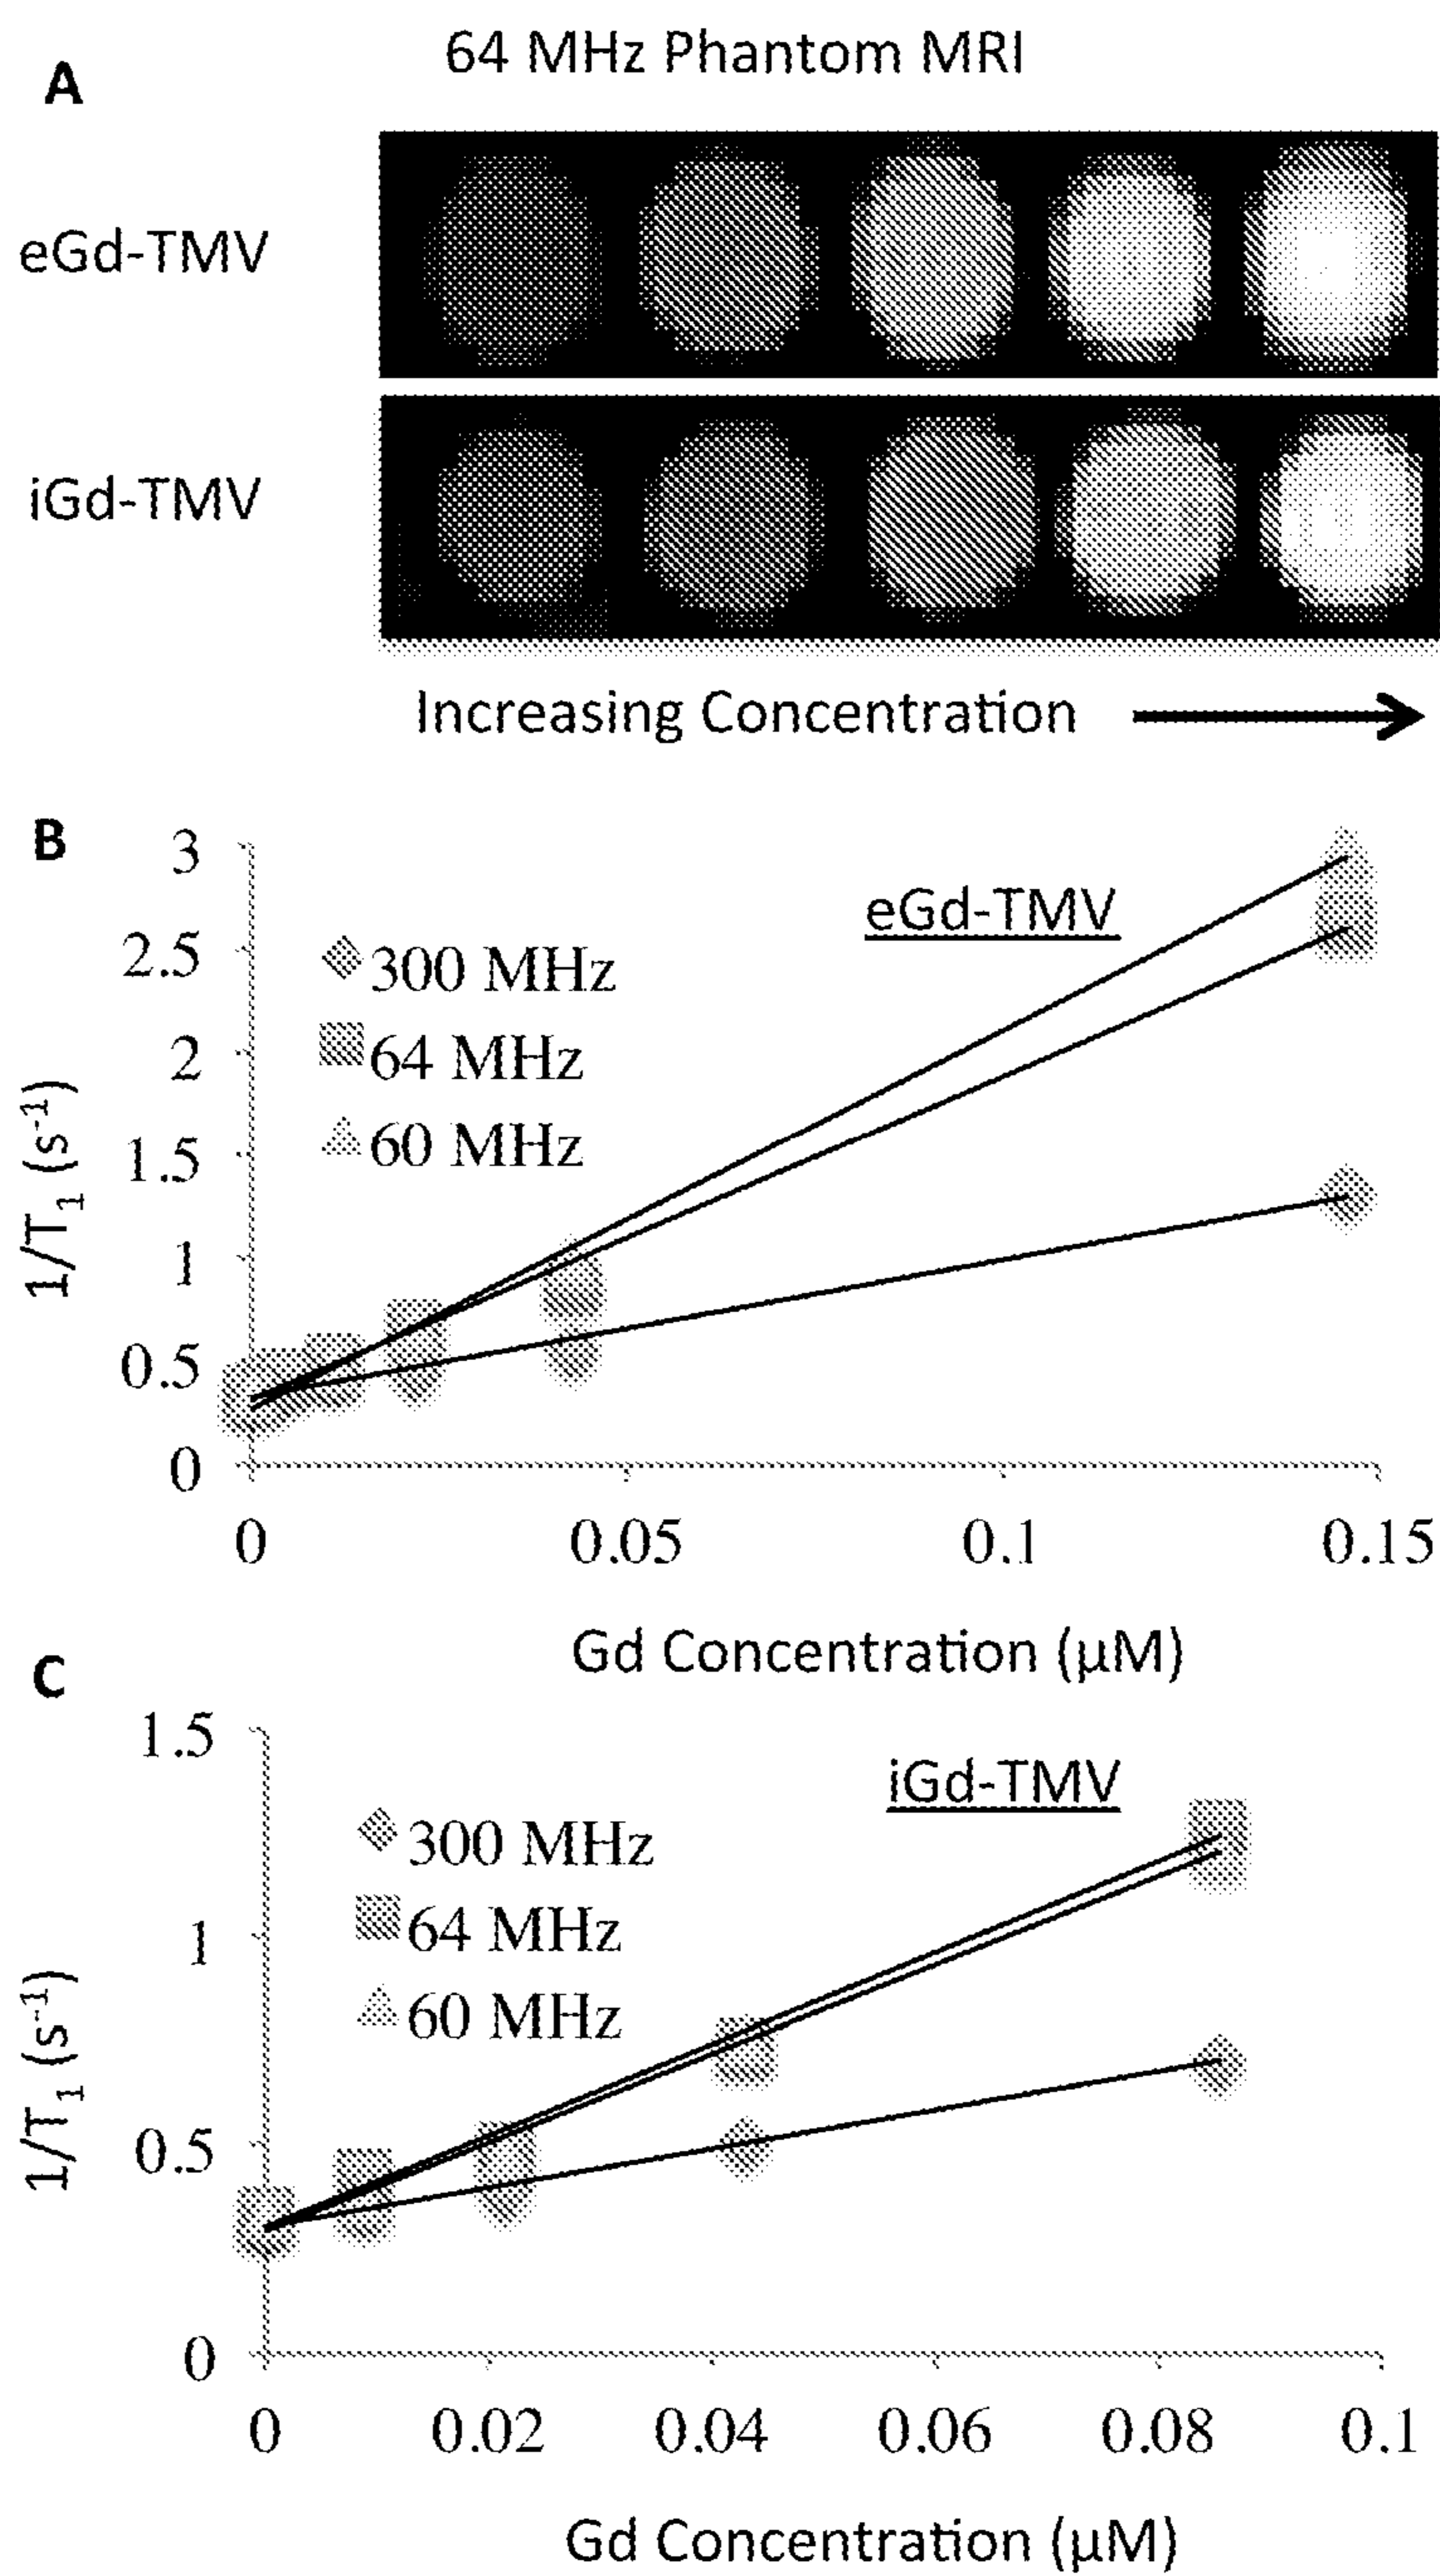 A
64 MHz Phantom MRI
eGd-TMV
iGd-TMV
Increasing Concentration
B
3
2.5
2
1.5
1
0.5
0
1/T1 (s-1)
eGd-TMV
300 MHz
64 MHz
60 MHz
0 0.05 0.1 0.15
Gd Concentration (μM)
C
1.5
1
0.5
0
1/T1 (s-1)
iGd-TMV
300 MHz
64 MHz
60 MHz
0 0.02 0.04 0.06 0.08 0.1
Gd Concentration (μM)